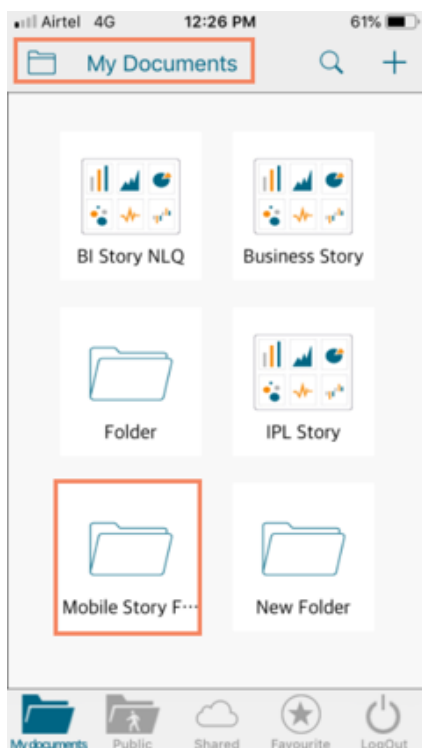 Airtel 4G 12:26 PM 61%
My Documents
BI Story NLQ Business Story
Folder IPL Story
Mobile Story F··· New Folder
My documents Public Shared Favourite LogOut